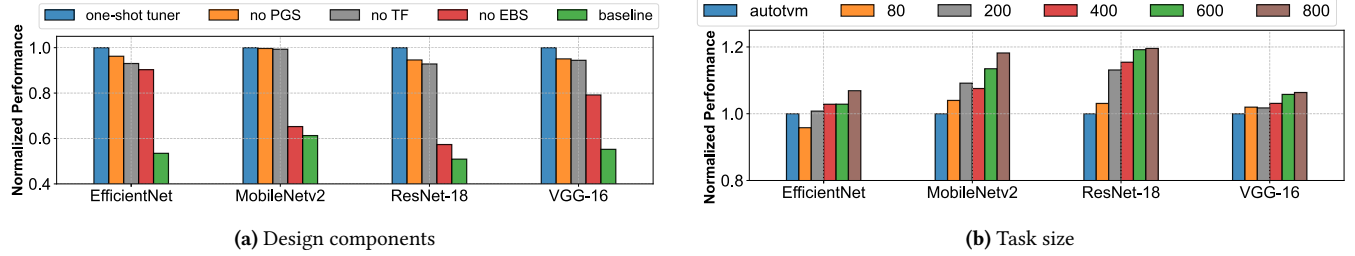 one-shot tuner no PGS no TF no EBS baseline
Normalized Performance
1.0
0.8
0.6
0.4
EfficientNet MobileNetv2 ResNet-18 VGG-16
(a) Design components
autotvm 80 200 400 600 800
Normalized Performance
1.2
1.0
0.8
EfficientNet MobileNetv2 ResNet-18 VGG-16
(b) Task size